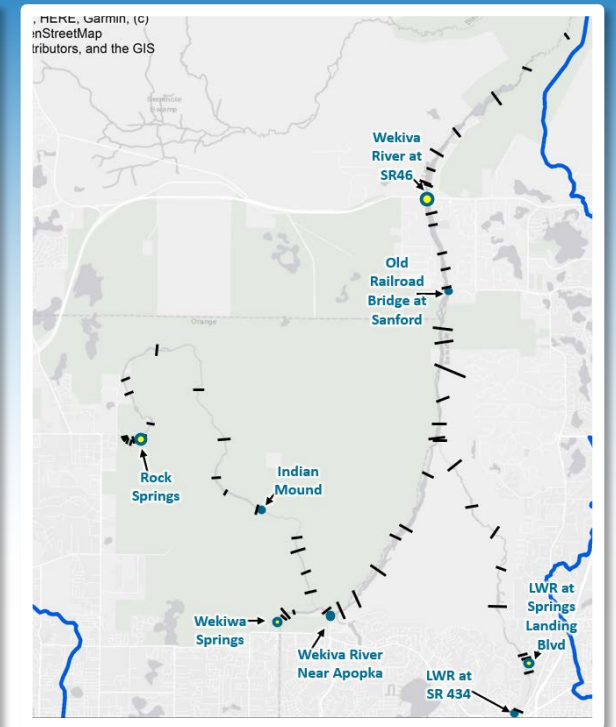 , HERE, Garmin, (c)
enStreetMap
tributors, and the GIS
Wekiva
River at
SR46
Old
Railroad
Bridge at
Sanford
Orange
Rock
Springs
Indian
Mound
Wekiwa
Springs
Wekiva River
Near Apopka
LWR at
Springs
Landing
Blvd
LWR at
SR 434